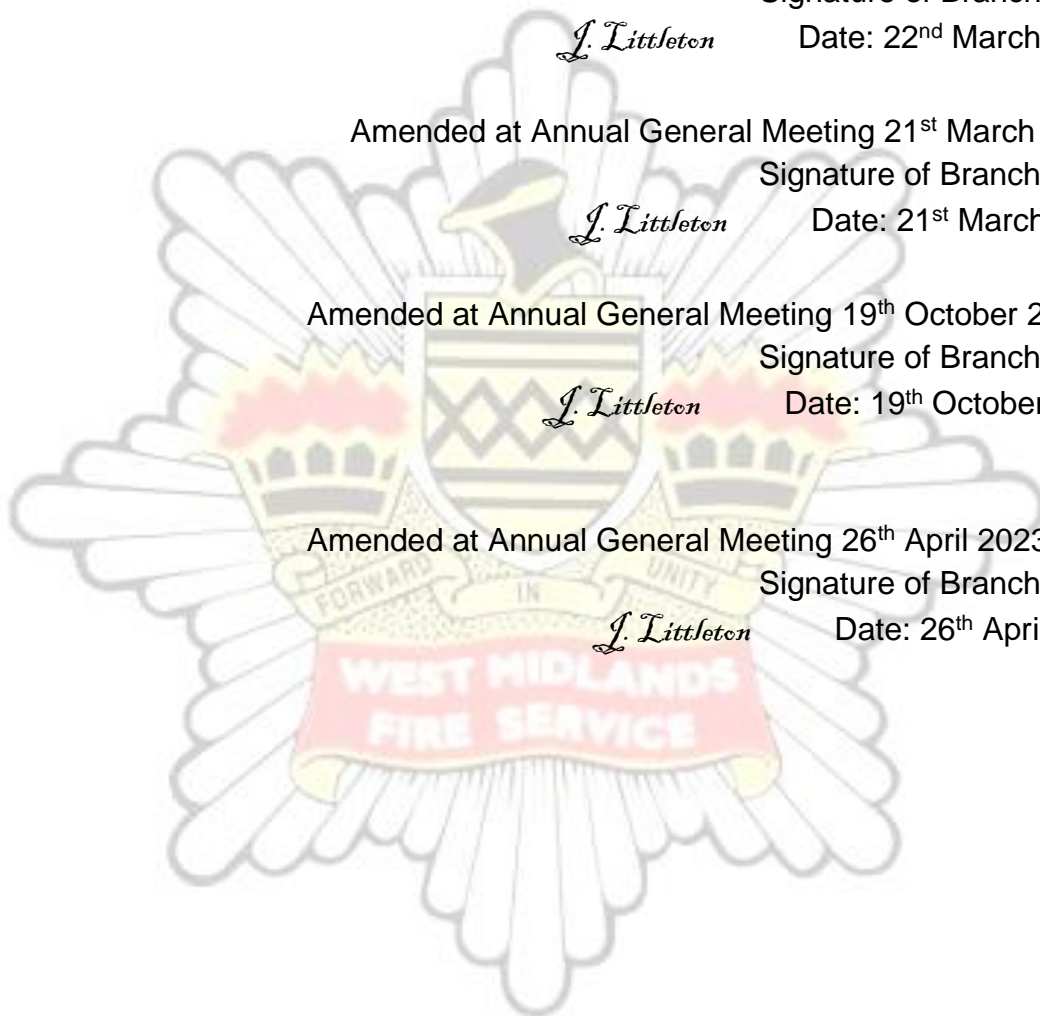 Signature of Branch
J. Littleton Date: 22nd March
Amended at Annual General Meeting 21st March
Signature of Branch
J. Littleton Date: 21st March
Amended at Annual General Meeting 19th October 2
Signature of Branch
J. Littleton Date: 19th October
Amended at Annual General Meeting 26th April 2023
Signature of Branch
J. Littleton Date: 26th Apri
FORWARD IN UNITY
WEST MIDLANDS
FIRE SERVICE